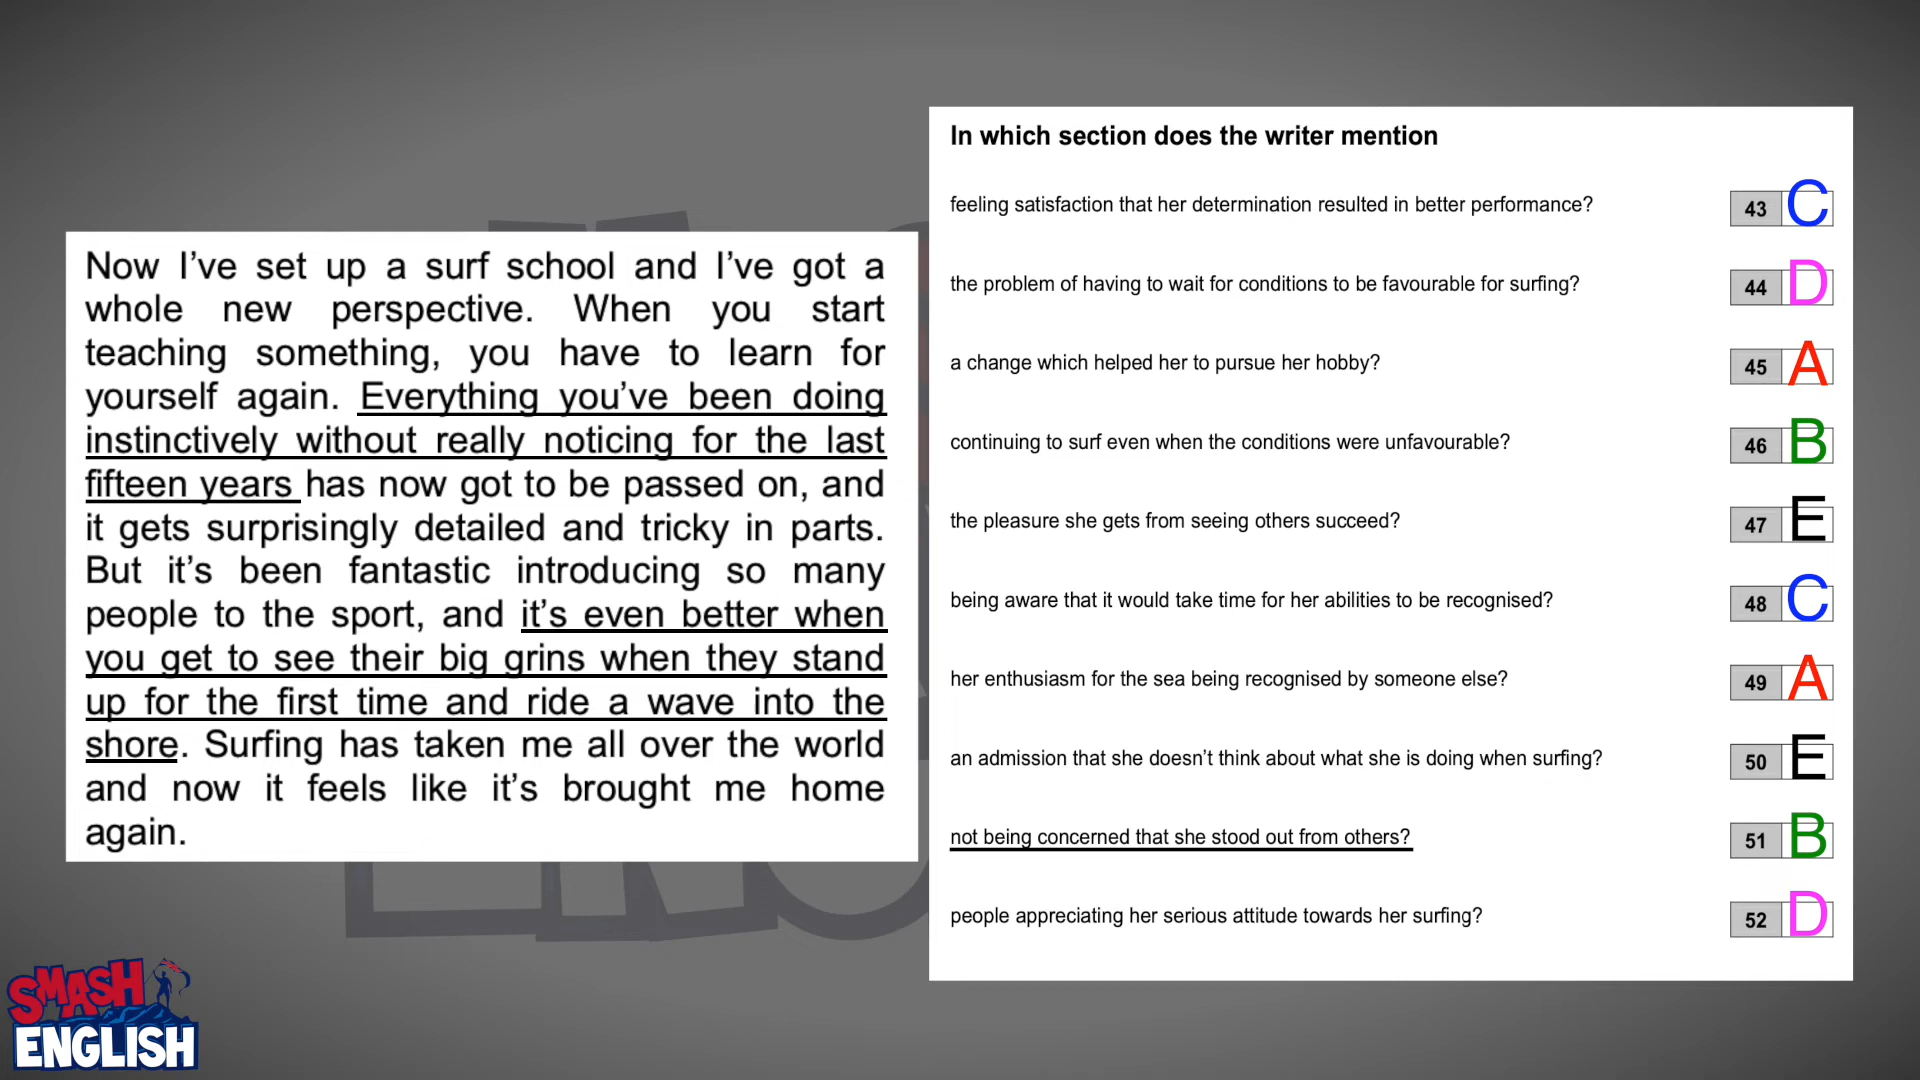 Now I've set up a surf school and I've got a
whole new perspective. When you start
teaching something, you have to learn for
yourself again. Everything you've been doing
instinctively without really noticing for the last
fifteen years has now got to be passed on, and
it gets surprisingly detailed and tricky in parts.
But it's been fantastic introducing so many
people to the sport, and it's even better when
you get to see their big grins when they stand
up for the first time and ride a wave into the
shore. Surfing has taken me all over the world
and now it feels like it's brought me home
again.
In which section does the writer mention
feeling satisfaction that her determination resulted in better performance? 43 C
the problem of having to wait for conditions to be favourable for surfing? 44 D
a change which helped her to pursue her hobby? 45 A
continuing to surf even when the conditions were unfavourable? 46 B
the pleasure she gets from seeing others succeed? 47 E
being aware that it would take time for her abilities to be recognised? 48 C
her enthusiasm for the sea being recognised by someone else? 49 A
an admission that she doesn't think about what she is doing when surfing? 50 E
not being concerned that she stood out from others? 51 B
people appreciating her serious attitude towards her surfing? 52 D
SMASH
ENGLISH